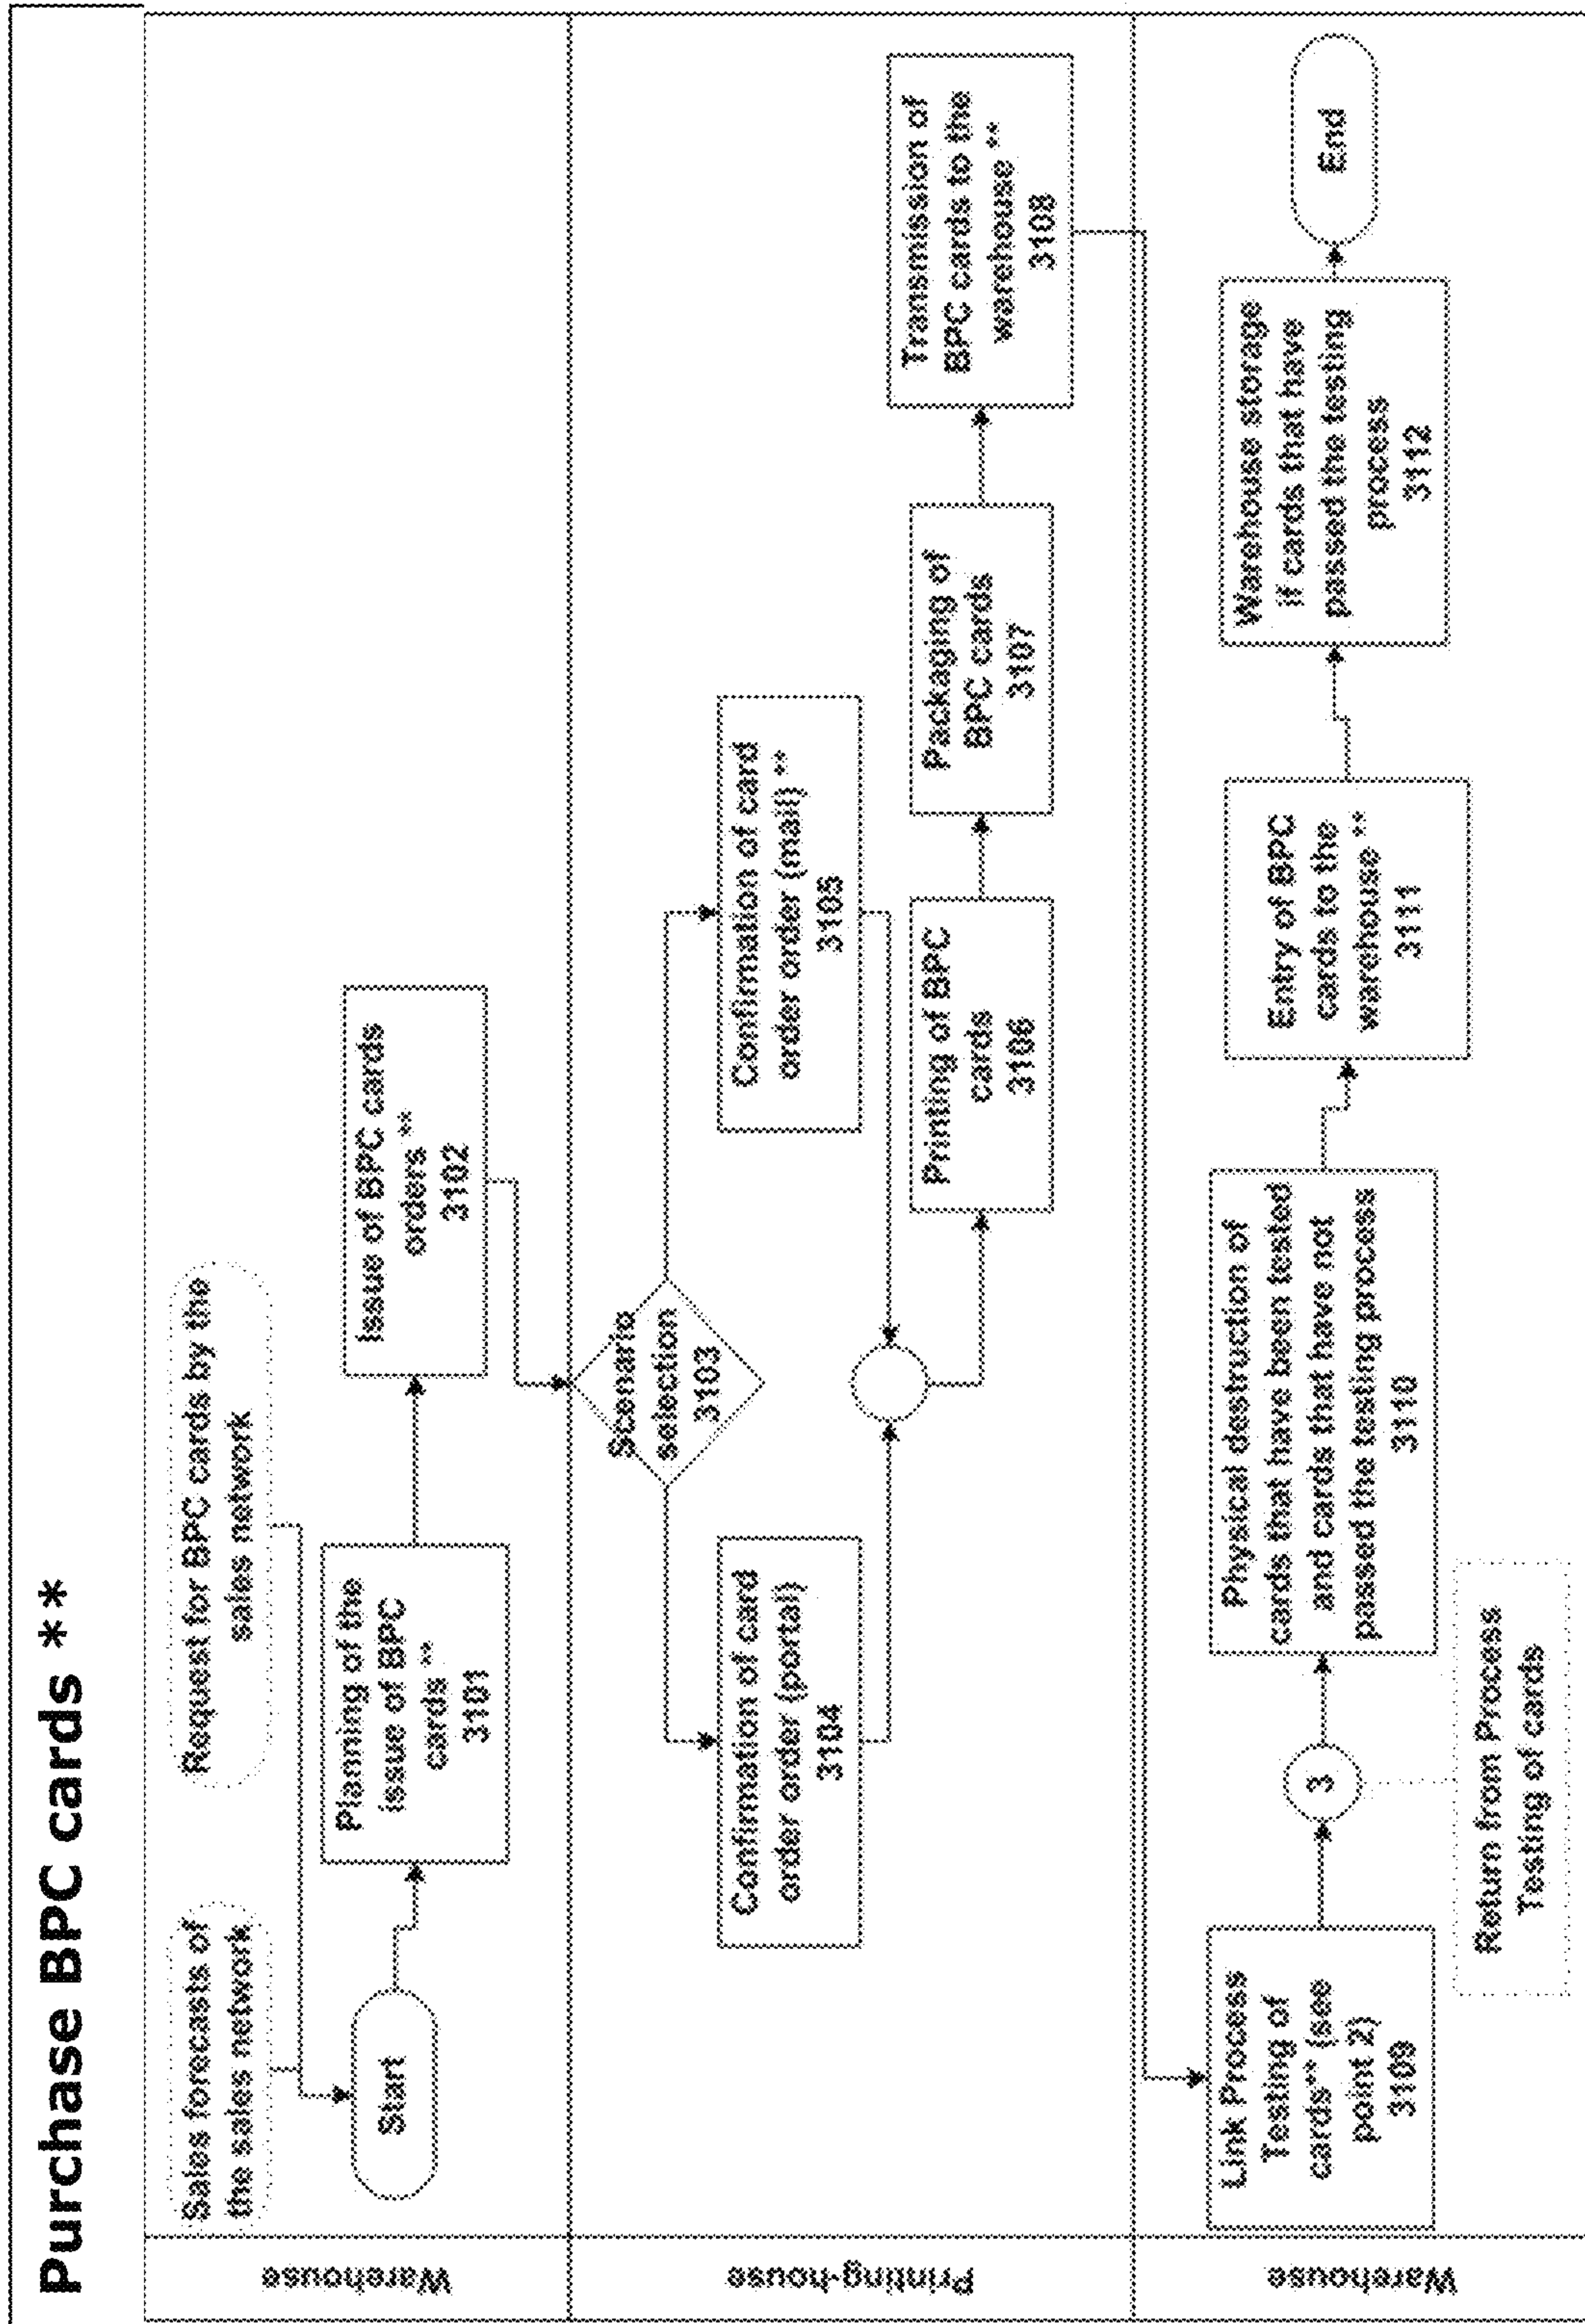 Purchase BPC cards **
Warehouse
Sales forecasts of
the sales network
Request for BPC cards by the
sales network
Start
Planning of the
issue of BPC
cards **
3101
Issue of BPC cards
orders **
3102
Printing-house
Scenario
selection
3103
Confirmation of card
order order (portal)
3104
Confirmation of card
order order (mail) **
3105
Printing of BPC
cards
3106
Packaging of
BPC cards
3107
Transmission of
BPC cards to the
warehouse **
3108
Warehouse
Link Process
Testing of
cards** (see
point 2)
3109
3
Return from Process
Testing of cards
Physical destruction of
cards that have been tested
and cards that have not
passed the testing process
3110
Entry of BPC
cards to the
warehouse **
3111
Warehouse storage
if cards that have
passed the testing
process
3112
End